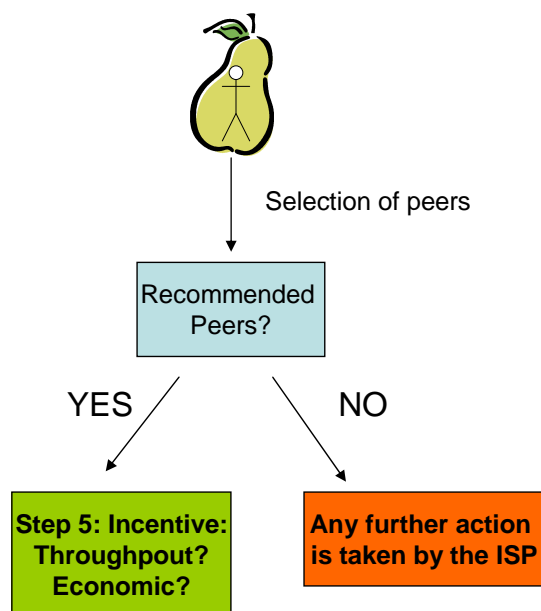 Selection of peers
Recommended
Peers?
YES
NO
Step 5: Incentive:
Throughpout?
Economic?
Any further action
is taken by the ISP